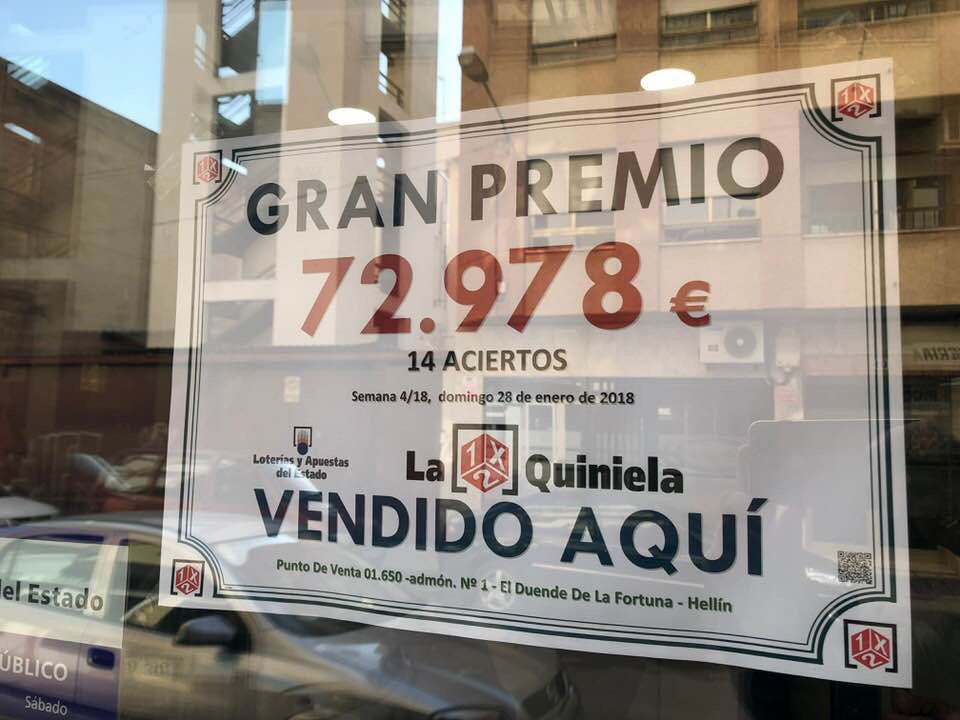 GRAN PREMIO
72.978 €
14 ACIERTOS
Semana 4/18, domingo 28 de enero de 2018
Loterías y Apuestas
del Estado
La 1X2 Quiniela
VENDIDO AQUÍ
Punto De Venta 01.650 -admón. Nº 1 - El Duende De La Fortuna - Hellín
del Estado
ÚBLICO
Sábado